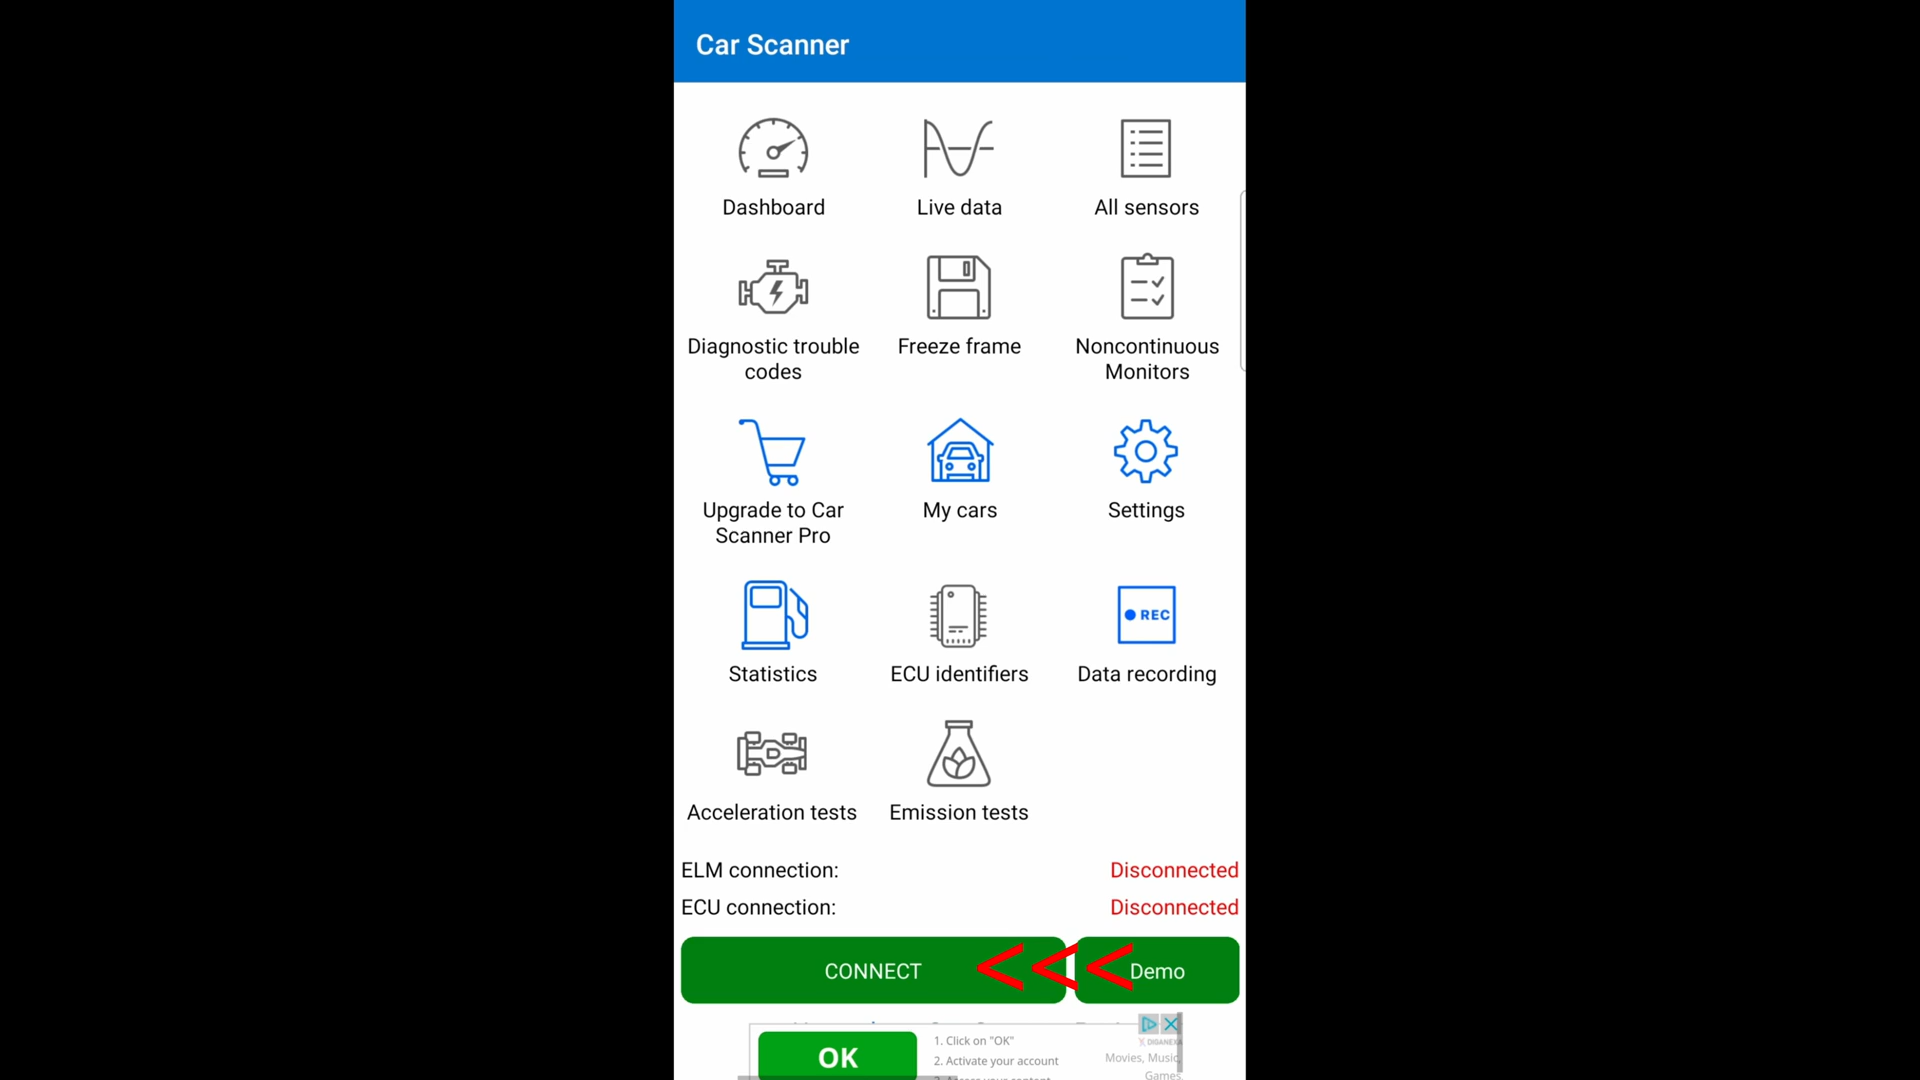 Car Scanner
Dashboard
Live data
All sensors
Diagnostic trouble
codes
Freeze frame
Noncontinuous
Monitors
Upgrade to Car
Scanner Pro
My cars
Settings
REC
Statistics
ECU identifiers
Data recording
Acceleration tests
Emission tests
ELM connection: Disconnected
ECU connection: Disconnected
CONNECT <<< Demo
OK
1. Click on "OK"
2. Activate your account
Movies, Music,
Games